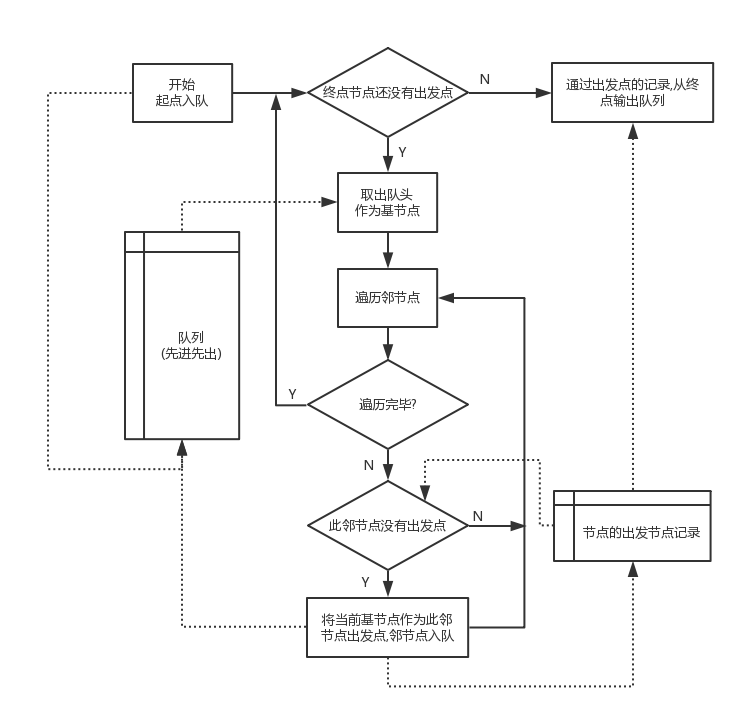 开始
起点入队
终点节点还没有出发点
N
通过出发点的记录,从终
点输出队列
Y
取出队头
作为基节点
遍历邻节点
队列
(先进先出)
Y
遍历完毕?
N
此邻节点没有出发点
N
节点的出发节点记录
Y
将当前基节点作为此邻
节点出发点,邻节点入队